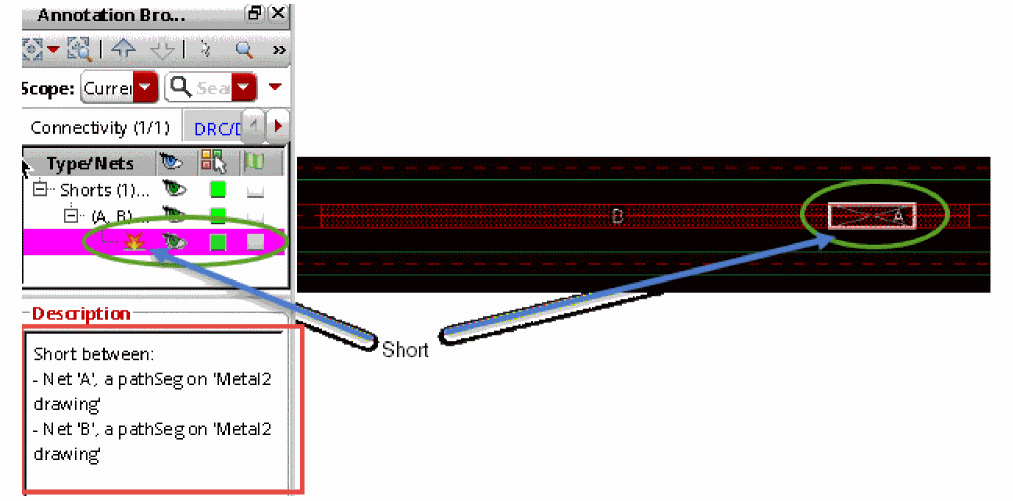 Annotation Bro...
»
Scope: Curre
Sea
Connectivity (1/1) DRC/D
Type/Nets
Shorts (1)...
(A, B)...
B
A
Description
Short
Short between:
- Net 'A', a pathSeg on 'Metal2
drawing'
- Net 'B', a pathSeg on 'Metal2
drawing'